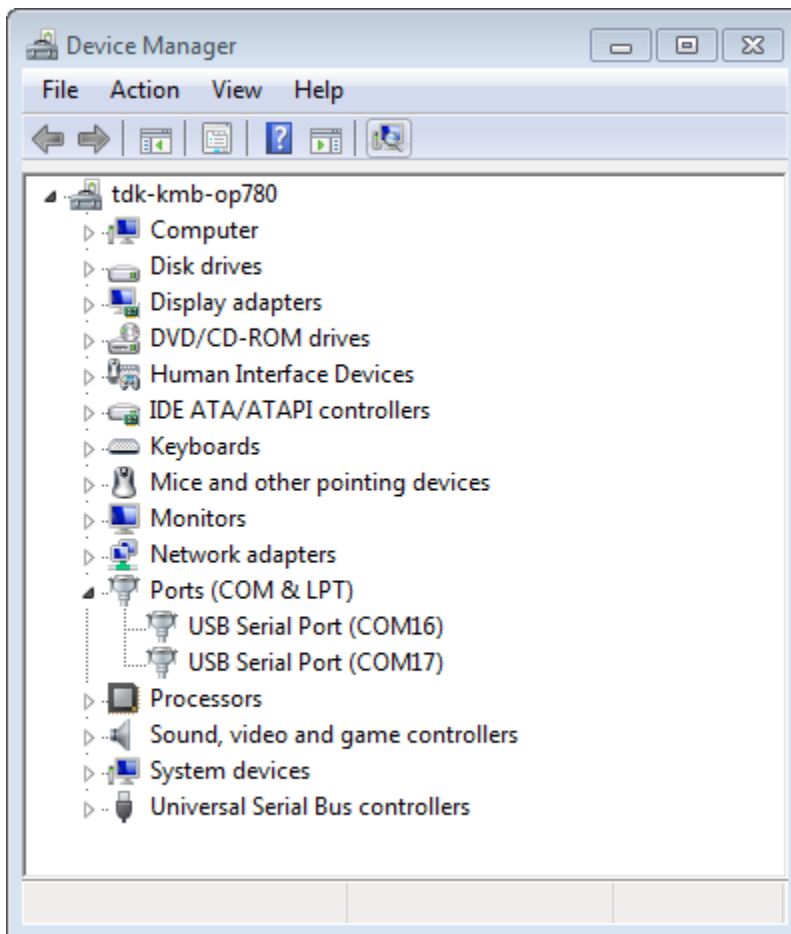 Device Manager
File Action View Help
tdk-kmb-op780
Computer
Disk drives
Display adapters
DVD/CD-ROM drives
Human Interface Devices
IDE ATA/ATAPI controllers
Keyboards
Mice and other pointing devices
Monitors
Network adapters
Ports (COM & LPT)
USB Serial Port (COM16)
USB Serial Port (COM17)
Processors
Sound, video and game controllers
System devices
Universal Serial Bus controllers